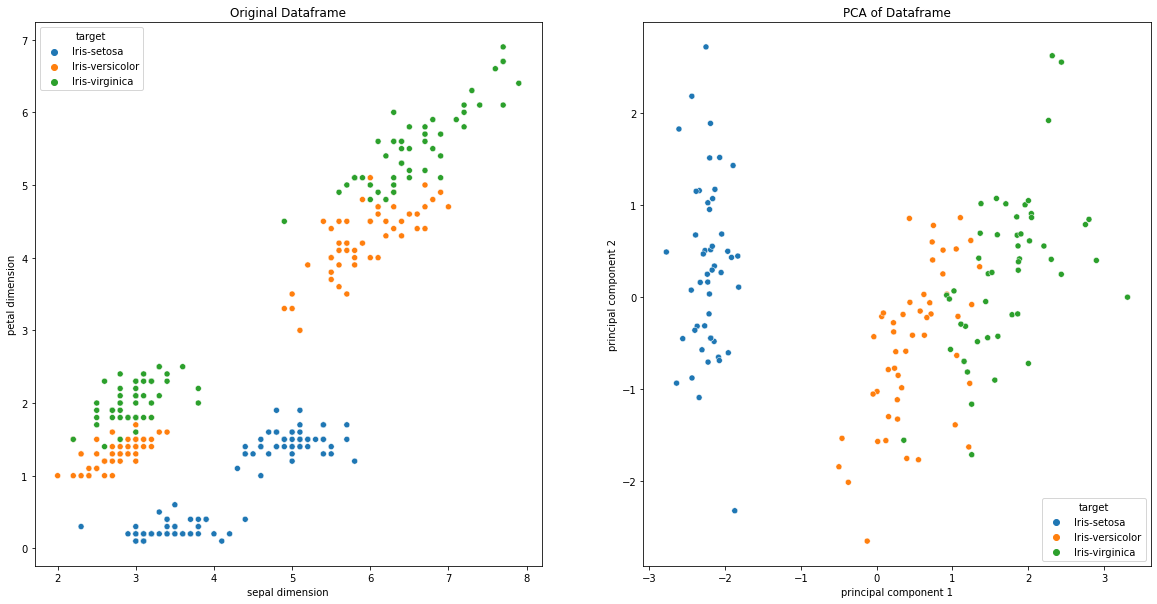 Original Dataframe
target
Iris-setosa
Iris-versicolor
Iris-virginica
7
6
5
4
3
2
1
0
petal dimension
2 3 4 5 6 7 8
sepal dimension
PCA of Dataframe
2
1
0
−1
−2
principal component 2
target
Iris-setosa
Iris-versicolor
Iris-virginica
−3 −2 −1 0 1 2 3
principal component 1